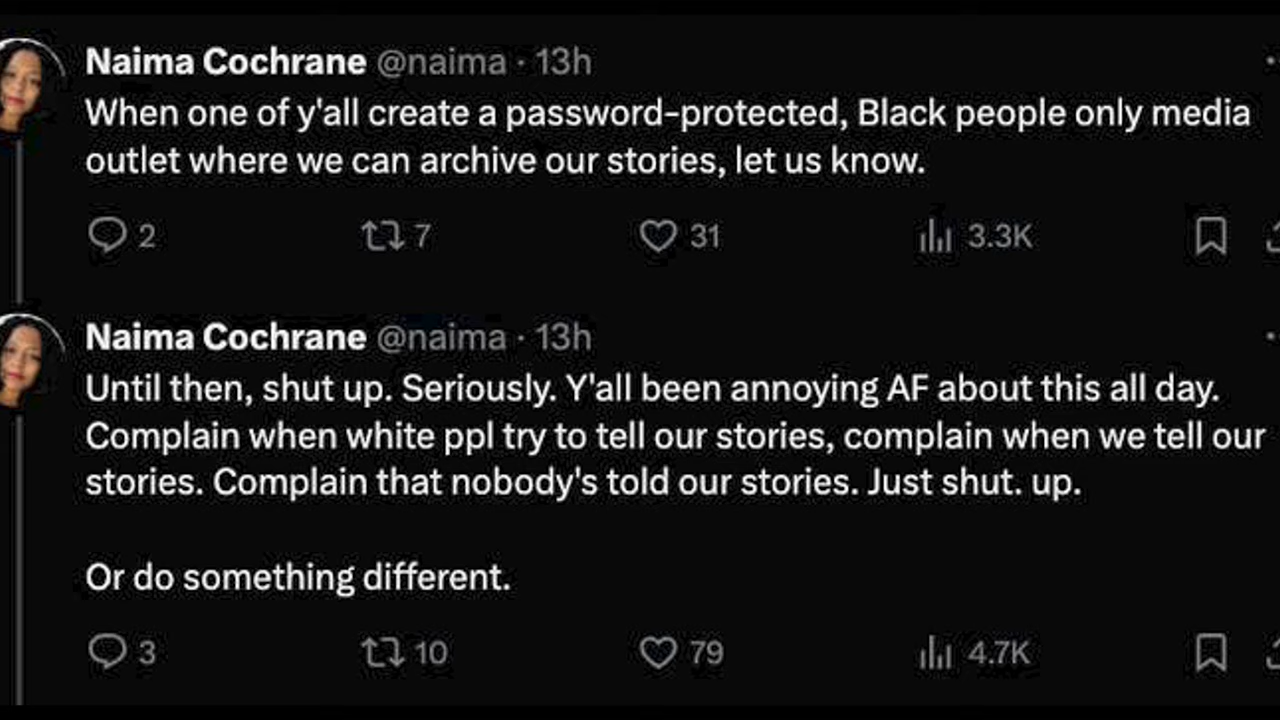 Naima Cochrane @naima · 13h
When one of y'all create a password-protected, Black people only media
outlet where we can archive our stories, let us know.
2 7 31 3.3K
Naima Cochrane @naima · 13h
Until then, shut up. Seriously. Y'all been annoying AF about this all day.
Complain when white ppl try to tell our stories, complain when we tell our
stories. Complain that nobody's told our stories. Just shut. up.
Or do something different.
3 10 79 4.7K